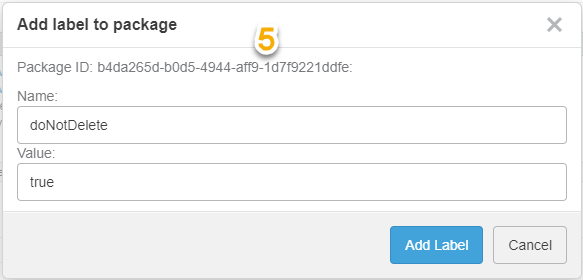 Add label to package
5
Package ID: b4da265d-b0d5-4944-aff9-1d7f9221ddfe:
Name:
doNotDelete
Value:
true
Add Label Cancel